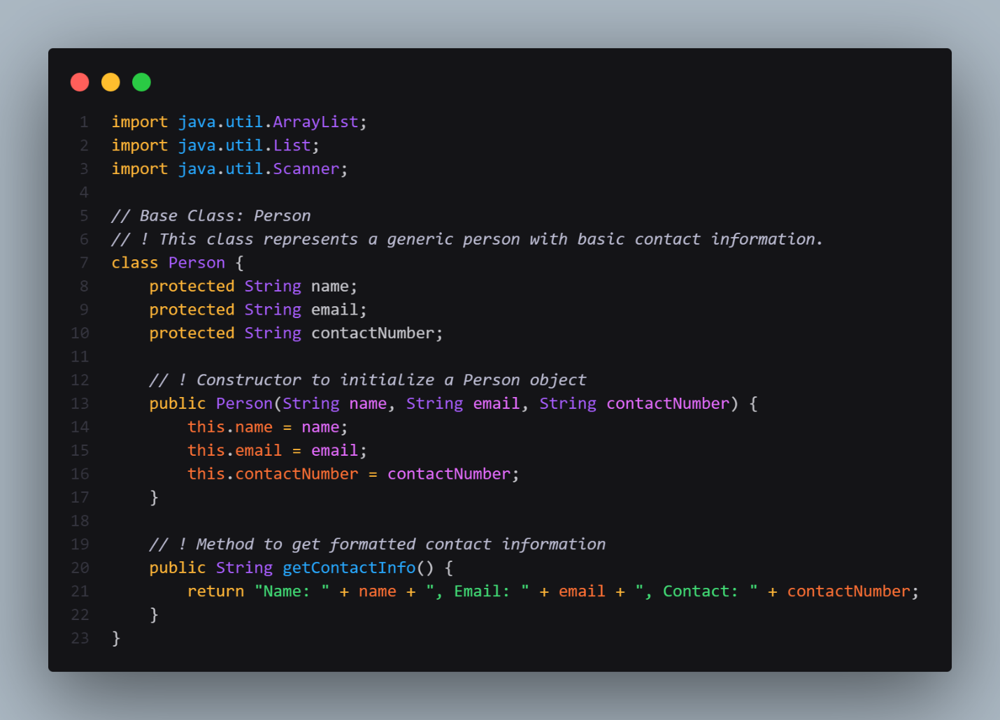 1 import java.util.ArrayList;
2 import java.util.List;
3 import java.util.Scanner;
4
5 // Base Class: Person
6 // ! This class represents a generic person with basic contact information.
7 class Person {
8     protected String name;
9     protected String email;
10     protected String contactNumber;
11
12     // ! Constructor to initialize a Person object
13     public Person(String name, String email, String contactNumber) {
14         this.name = name;
15         this.email = email;
16         this.contactNumber = contactNumber;
17     }
18
19     // ! Method to get formatted contact information
20     public String getContactInfo() {
21         return "Name: " + name + ", Email: " + email + ", Contact: " + contactNumber;
22     }
23 }